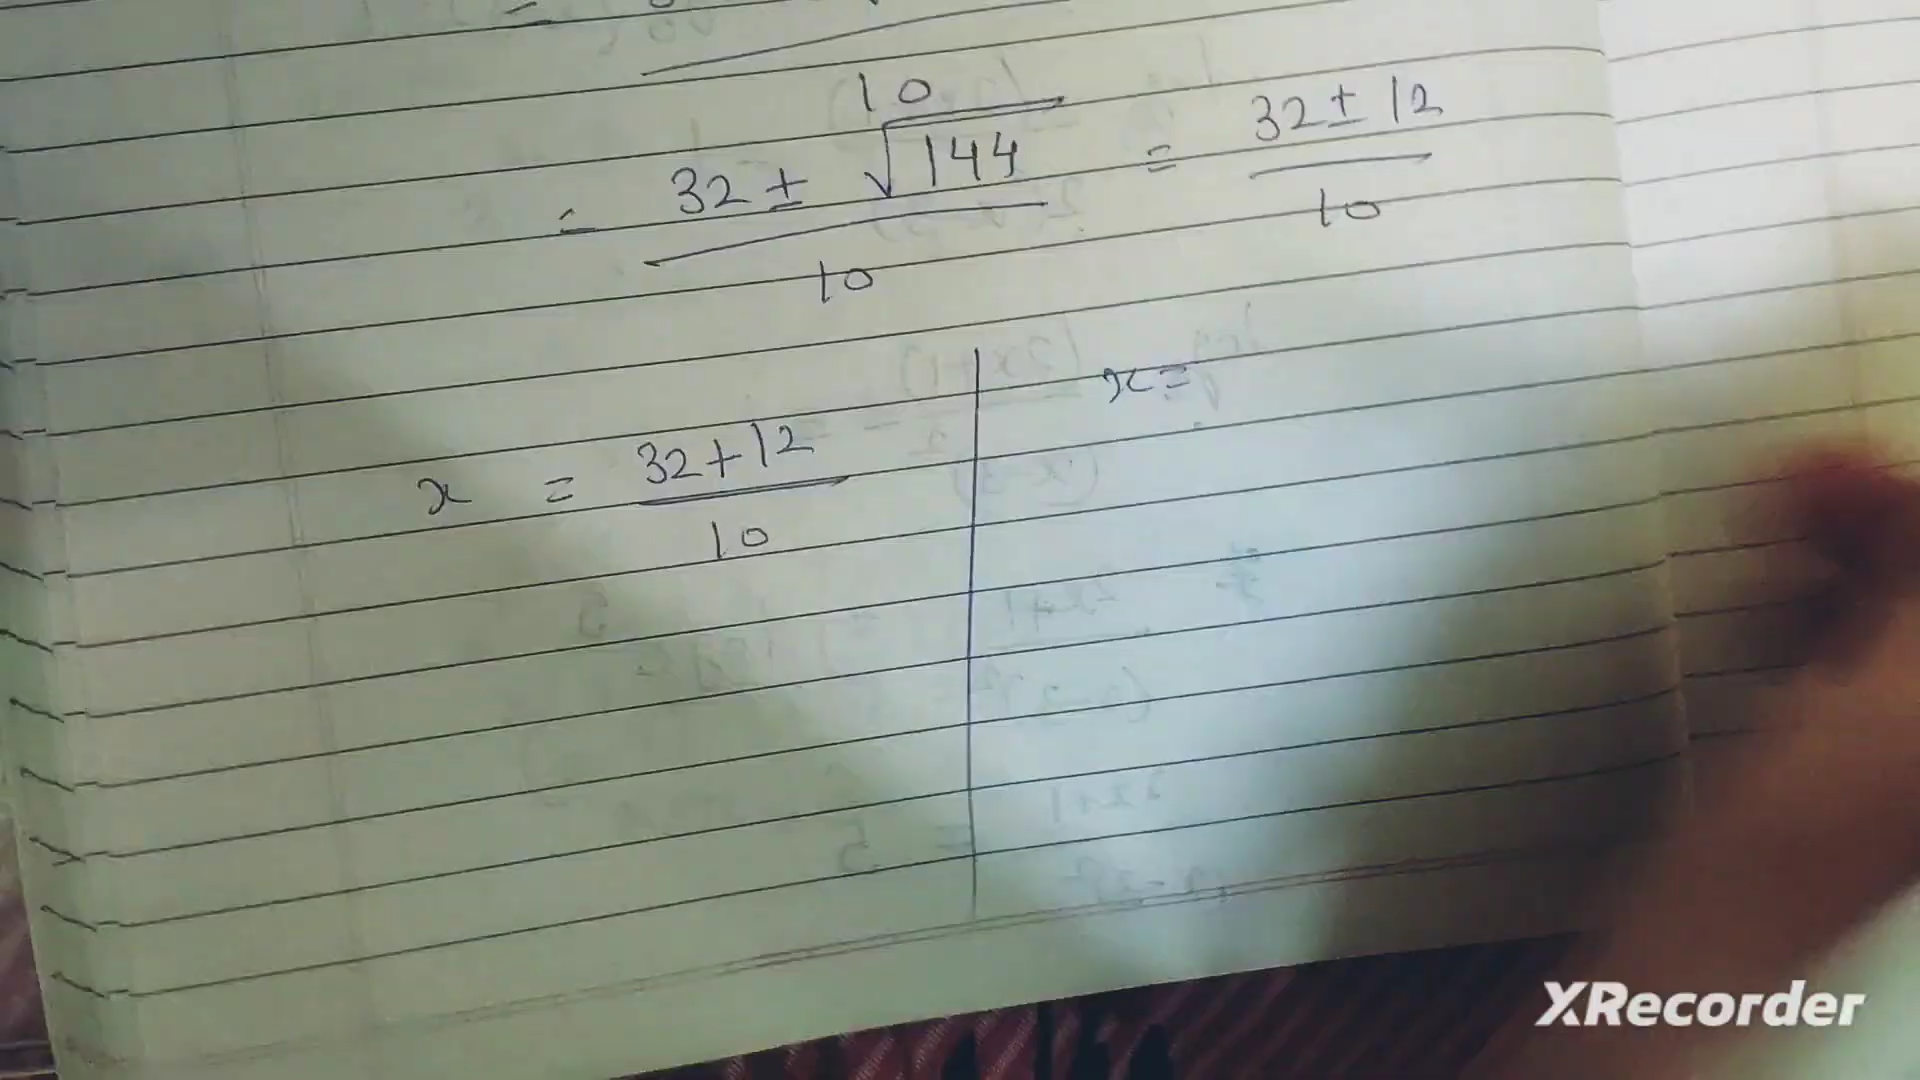 10
= 32 ± √144 / 10 = 32 ± 12 / 10
x = 32+12 / 10
x =
XRecorder